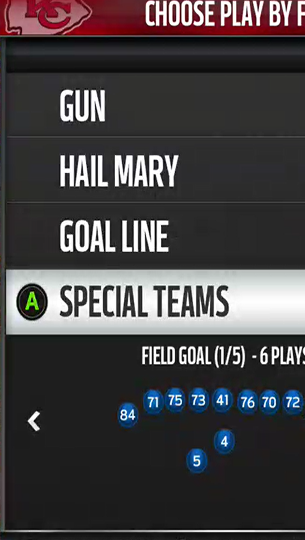 KC
CHOOSE PLAY BY F
GUN
HAIL MARY
GOAL LINE
A SPECIAL TEAMS
FIELD GOAL (1/5) - 6 PLAYS
84 71 75 73 41 76 70 72
4
5